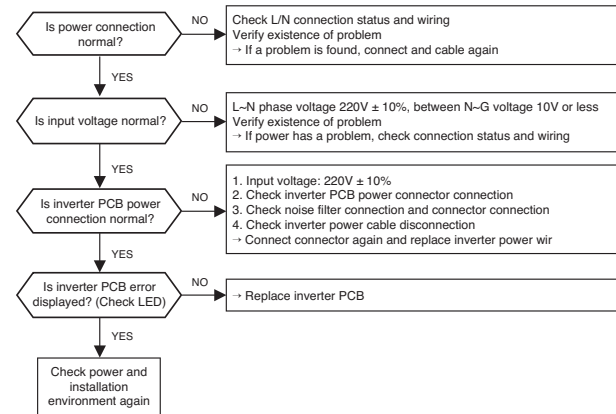 Is power connection
normal?
NO
Check L/N connection status and wiring
Verify existence of problem
→ If a problem is found, connect and cable again
YES
Is input voltage normal?
NO
L~N phase voltage 220V ± 10%, between N~G voltage 10V or less
Verify existence of problem
→ If power has a problem, check connection status and wiring
YES
Is inverter PCB power
connection normal?
NO
1. Input voltage: 220V ± 10%
2. Check inverter PCB power connector connection
3. Check noise filter connection and connector connection
4. Check inverter power cable disconnection
→ Connect connector again and replace inverter power wir
YES
Is inverter PCB error
displayed? (Check LED)
NO
→ Replace inverter PCB
YES
Check power and
installation
environment again